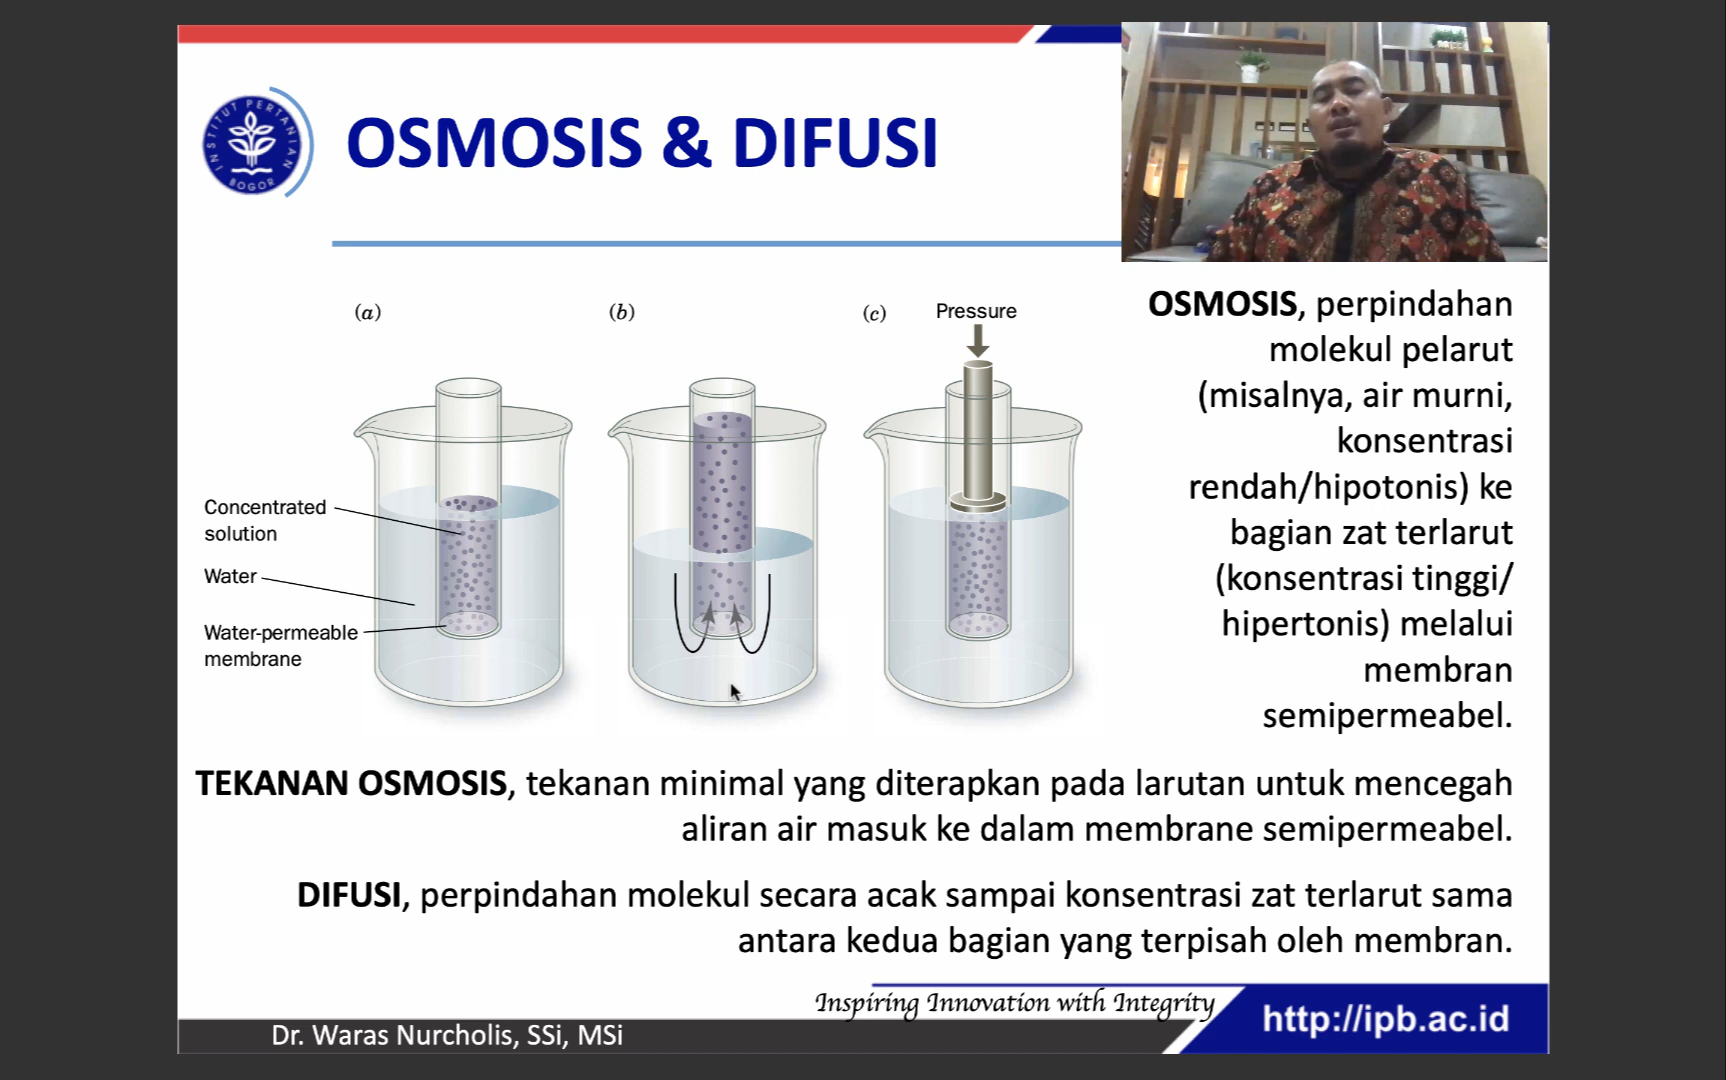 INSTITUT PERTANIAN
BOGOR
OSMOSIS & DIFUSI
(a)
(b)
(c)
Pressure
Concentrated
solution
Water
Water-permeable
membrane
OSMOSIS, perpindahan
molekul pelarut
(misalnya, air murni,
konsentrasi
rendah/hipotonis) ke
bagian zat terlarut
(konsentrasi tinggi/
hipertonis) melalui
membran
semipermeabel.
TEKANAN OSMOSIS, tekanan minimal yang diterapkan pada larutan untuk mencegah
aliran air masuk ke dalam membrane semipermeabel.
DIFUSI, perpindahan molekul secara acak sampai konsentrasi zat terlarut sama
antara kedua bagian yang terpisah oleh membran.
Inspiring Innovation with Integrity
http://ipb.ac.id
Dr. Waras Nurcholis, SSi, MSi